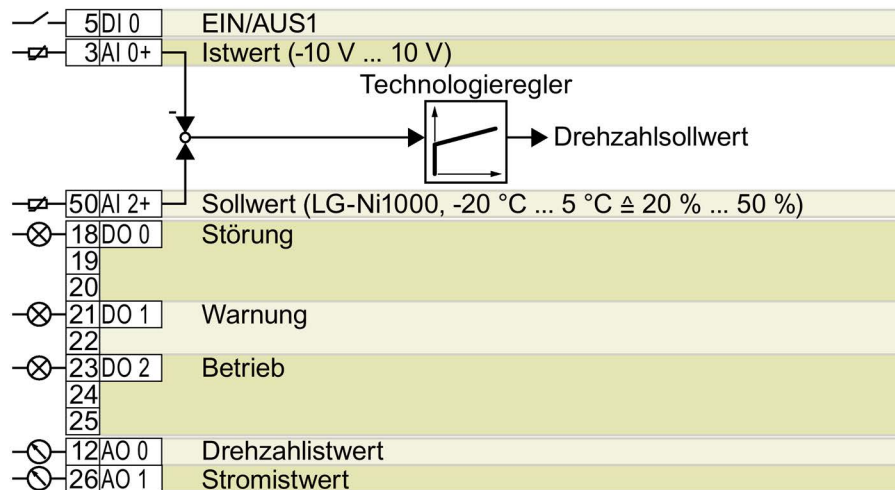 5 DI 0 EIN/AUS1
3 AI 0+ Istwert (-10 V ... 10 V)
Technologieregler
-
Drehzahlsollwert
50 AI 2+ Sollwert (LG-Ni1000, -20 °C ... 5 °C ≙ 20 % ... 50 %)
18 DO 0 Störung
19
20
21 DO 1 Warnung
22
23 DO 2 Betrieb
24
25
12 AO 0 Drehzahlistwert
26 AO 1 Stromistwert